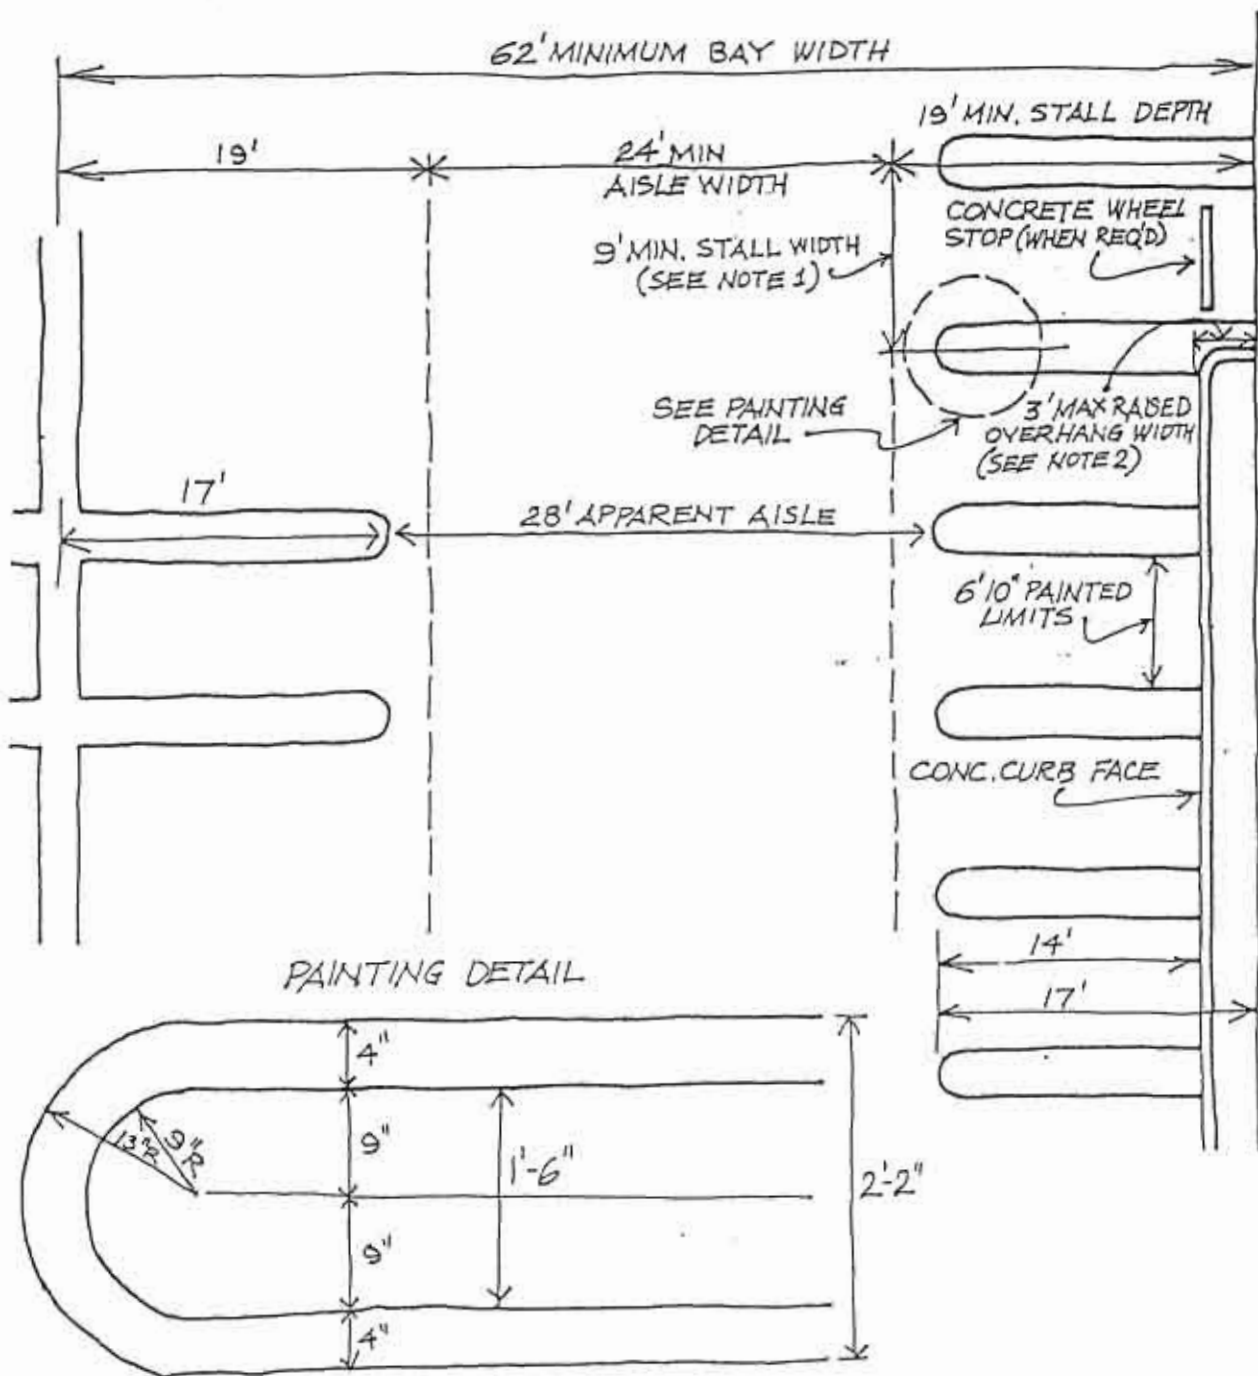 62' MINIMUM BAY WIDTH
19' MIN. STALL DEPTH
19'
24' MIN
AISLE WIDTH
CONCRETE WHEEL
STOP (WHEN REQ'D)
9' MIN. STALL WIDTH
(SEE NOTE 1)
SEE PAINTING
DETAIL
3' MAX RAISED
OVERHANG WIDTH
(SEE NOTE 2)
17'
28' APPARENT AISLE
6'10" PAINTED
LIMITS
CONC. CURB FACE
14'
17'
PAINTING DETAIL
4"
13"R
9"R
9"
1'-6"
2'-2"
9"
4"